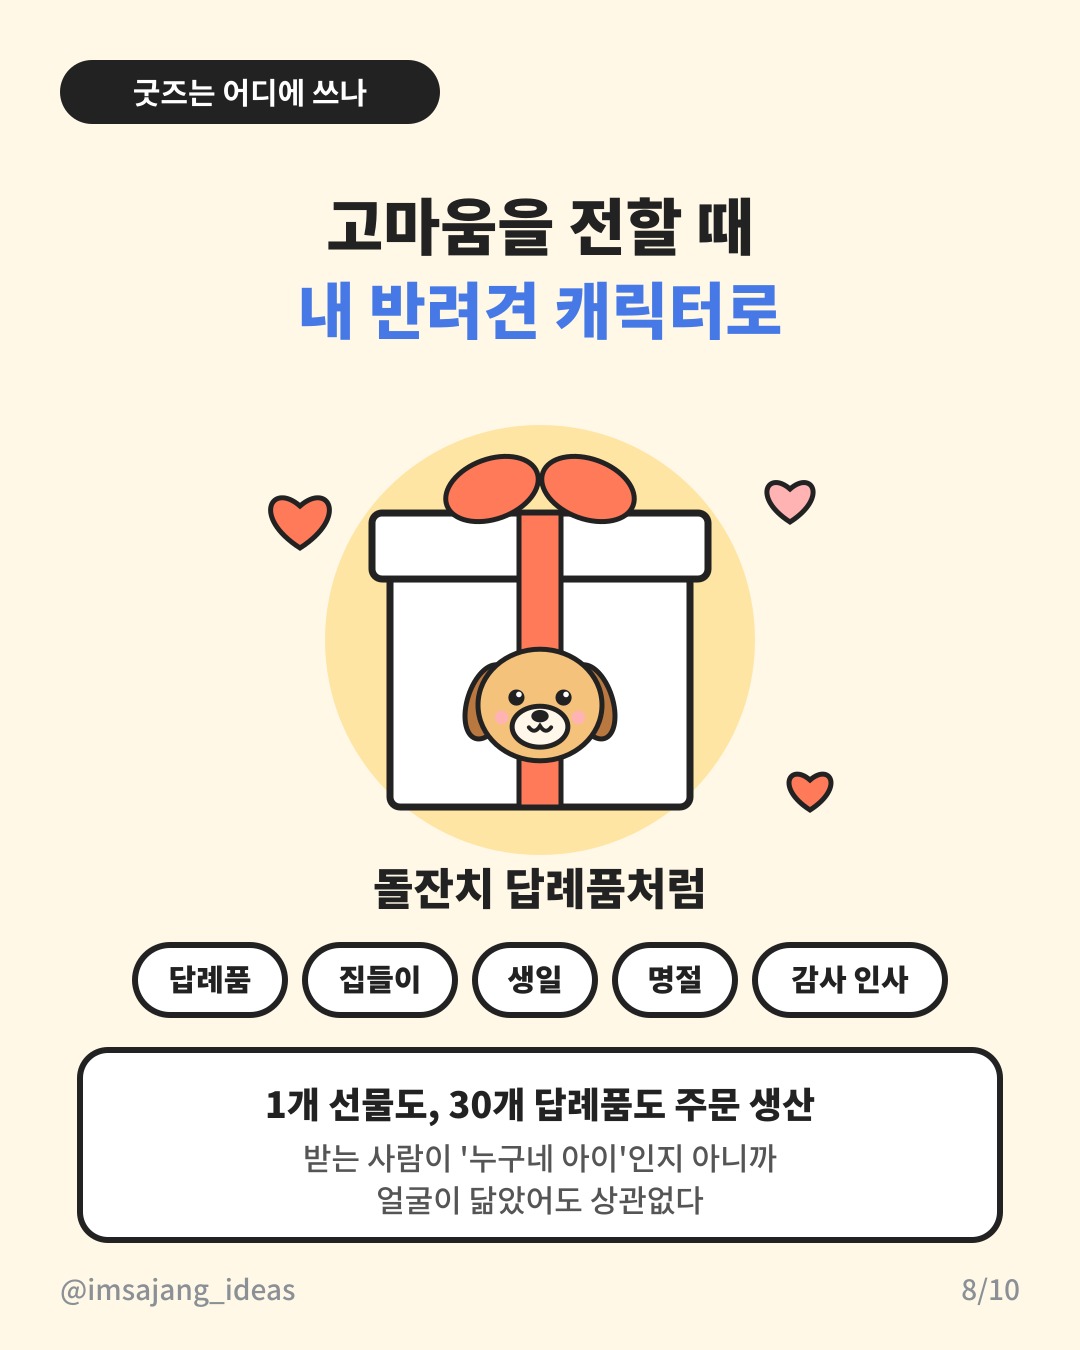 굿즈는 어디에 쓰나
고마움을 전할 때
내 반려견 캐릭터로
돌잔치 답례품처럼
답례품
집들이
생일
명절
감사 인사
1개 선물도, 30개 답례품도 주문 생산
받는 사람이 '누구네 아이'인지 아니까
얼굴이 닮았어도 상관없다
@imsajang_ideas
8/10